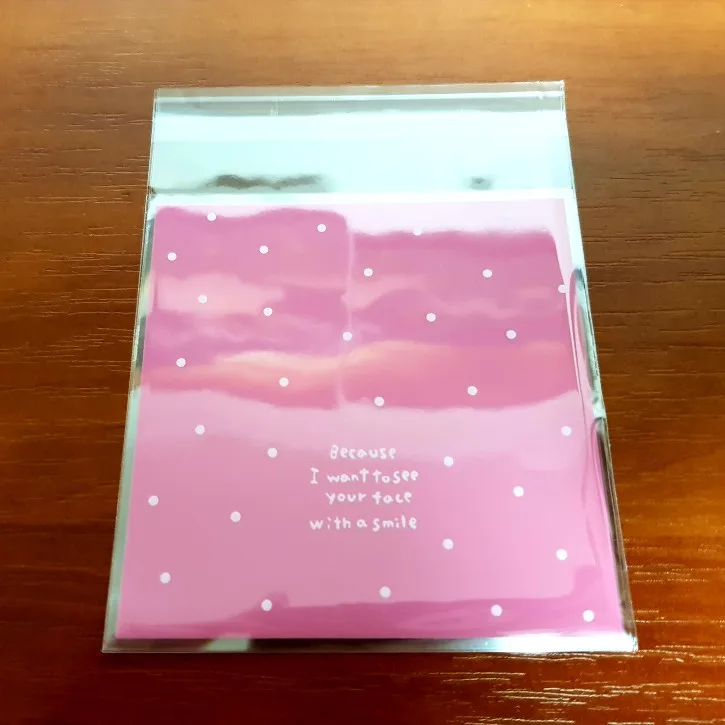 Because
I want to see
your face
with a smile